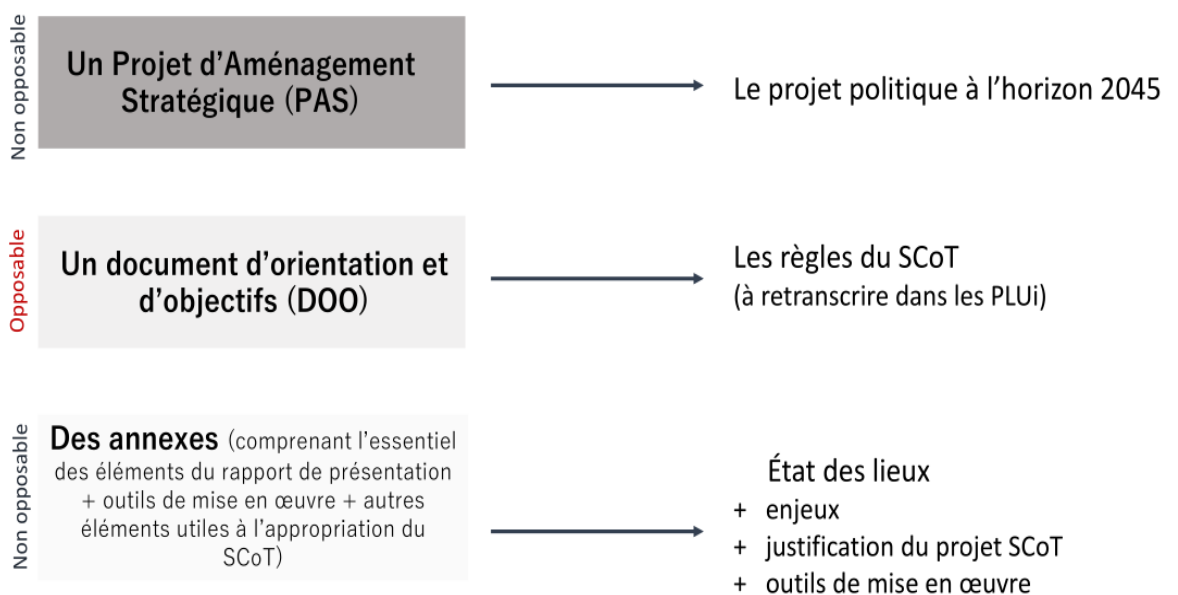 Non opposable
Un Projet d'Aménagement
Stratégique (PAS)
Le projet politique à l'horizon 2045
Opposable
Un document d'orientation et
d'objectifs (DOO)
Les règles du SCoT
(à retranscrire dans les PLUi)
Non opposable
Des annexes (comprenant l'essentiel
des éléments du rapport de présentation
+ outils de mise en œuvre + autres
éléments utiles à l'appropriation du
SCoT)
État des lieux
+ enjeux
+ justification du projet SCoT
+ outils de mise en œuvre